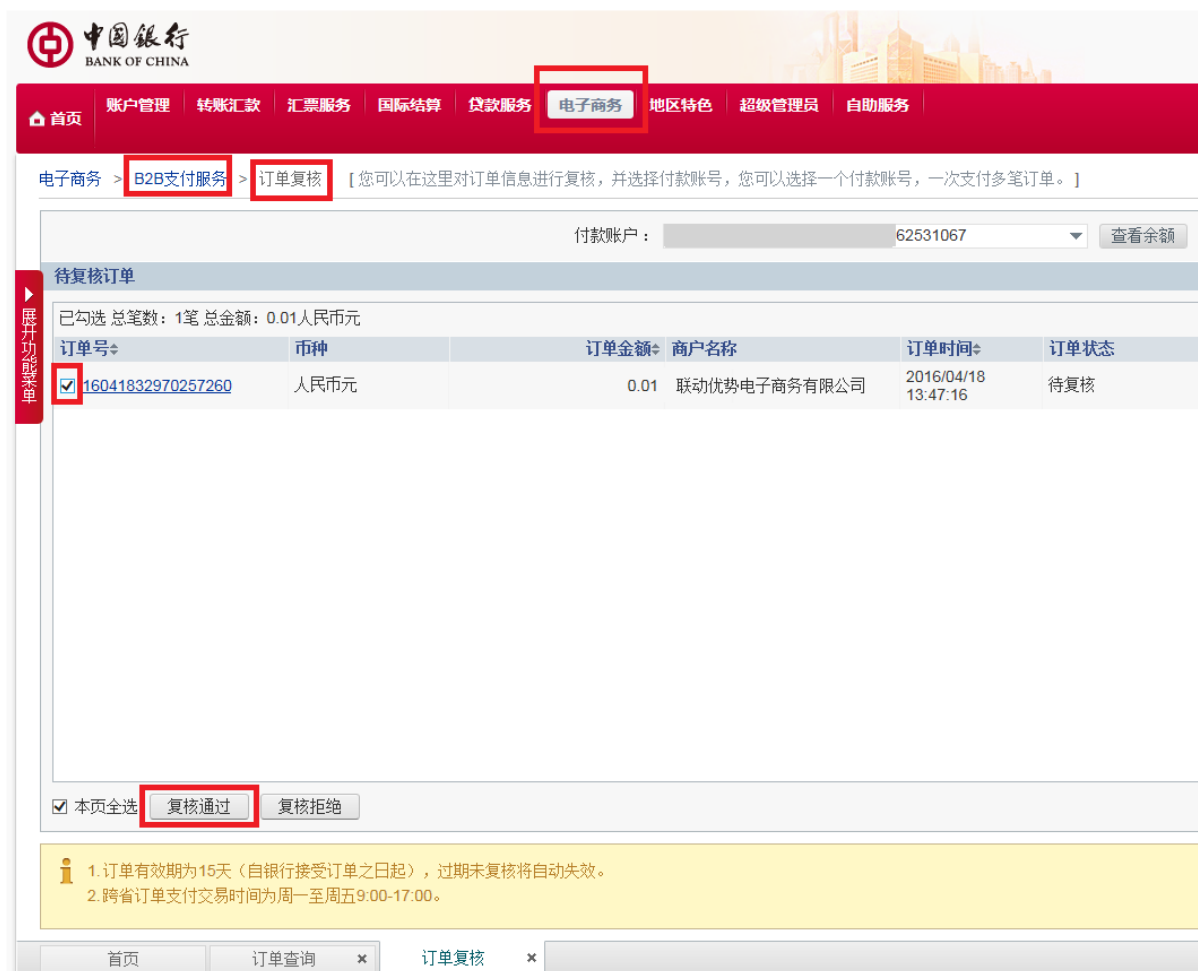 中国銀行
BANK OF CHINA
首页 账户管理 转账汇款 汇票服务 国际结算 贷款服务 电子商务 地区特色 超级管理员 自助服务
电子商务 > B2B支付服务 > 订单复核 [ 您可以在这里对订单信息进行复核，并选择付款账号，您可以选择一个付款账号，一次支付多笔订单。 ]
付款账户： 62531067 查看余额
待复核订单
展开功能菜单
已勾选 总笔数：1笔 总金额：0.01人民币元
订单号 币种 订单金额 商户名称 订单时间 订单状态
16041832970257260 人民币元 0.01 联动优势电子商务有限公司 2016/04/18 待复核
13:47:16
本页全选 复核通过 复核拒绝
1.订单有效期为15天（自银行接受订单之日起），过期未复核将自动失效。
2.跨省订单支付交易时间为周一至周五9:00-17:00。
首页 订单查询 × 订单复核 ×